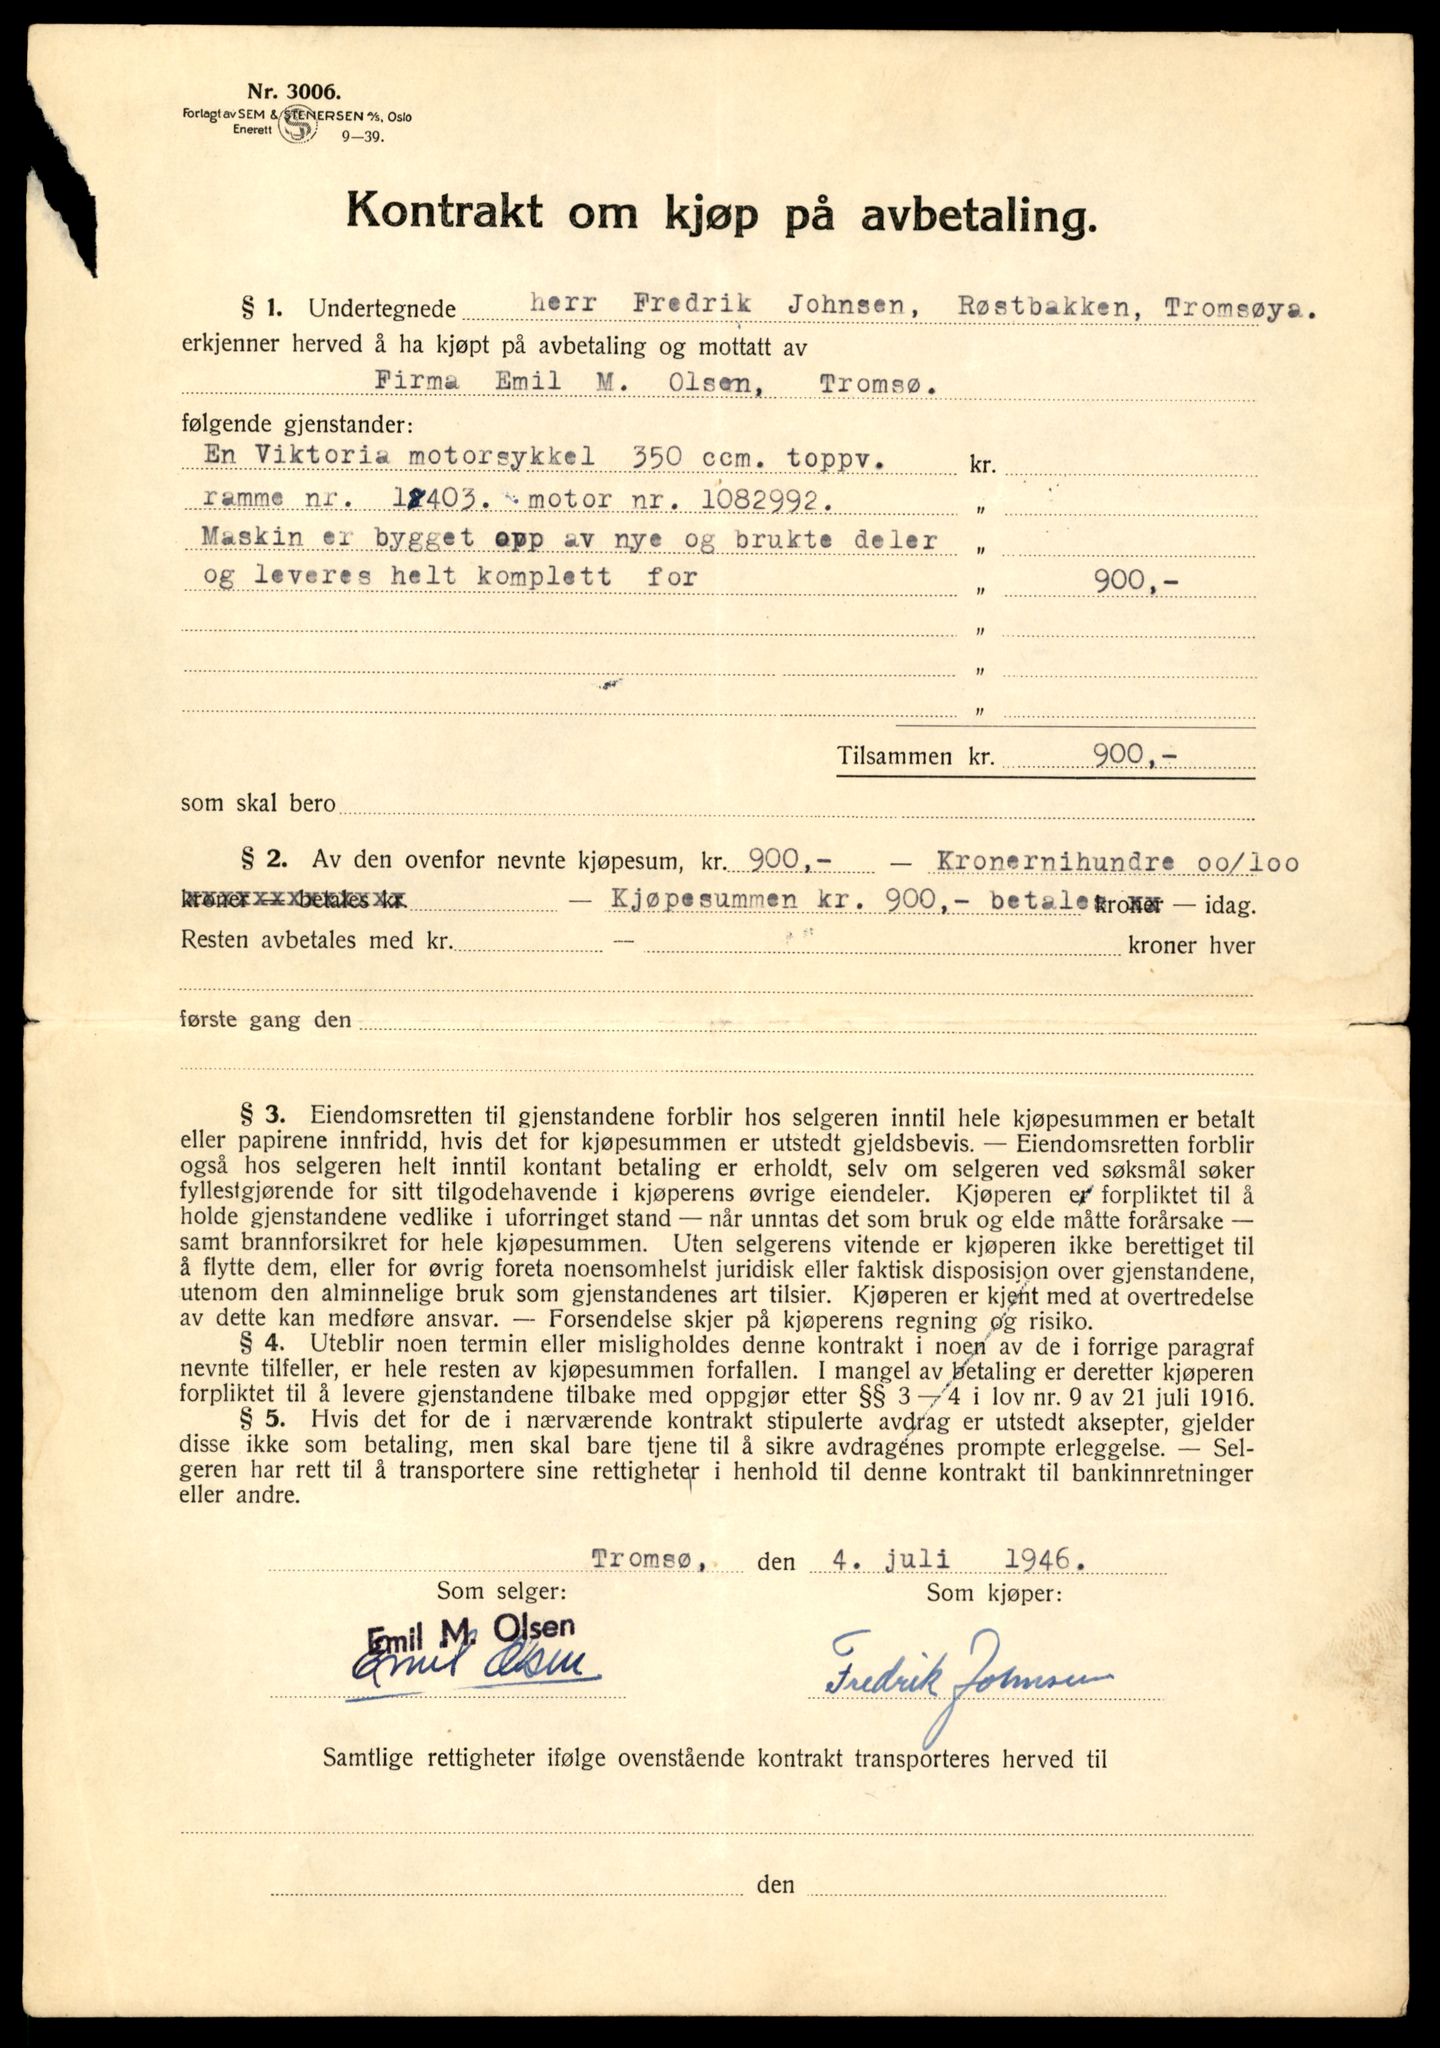 Nr. 3006.
Forlagt av SEM & STENERSEN A/S, Oslo
Enerett
9—39.
Kontrakt om kjøp på avbetaling.
§ 1. Undertegnede herr Fredrik Johnsen, Røstbakken, Tromsøya.
erkjenner herved å ha kjøpt på avbetaling og mottatt av
Firma Emil M. Olsen, Tromsø.
følgende gjenstander:
En Viktoria motorsykkel 350 ccm. toppv. kr.
ramme nr. 18403. motor nr. 1082992. „
Maskin er bygget opp av nye og brukte deler „
og leveres helt komplett for „ 900,-
„
„
„
Tilsammen kr. 900,-
som skal bero
§ 2. Av den ovenfor nevnte kjøpesum, kr. 900,- — Kronernihundre oo/loo
kroner — betales kr. — Kjøpesummen kr. 900,- betales kroner — idag.
Resten avbetales med kr. — kroner hver
første gang den
§ 3. Eiendomsretten til gjenstandene forblir hos selgeren inntil hele kjøpesummen er betalt
eller papirene innfridd, hvis det for kjøpesummen er utstedt gjeldsbevis. — Eiendomsretten forblir
også hos selgeren helt inntil kontant betaling er erholdt, selv om selgeren ved søksmål søker
fyllestgjørende for sitt tilgodehavende i kjøperens øvrige eiendeler. Kjøperen er forpliktet til å
holde gjenstandene vedlike i uforringet stand — når unntas det som bruk og elde måtte forårsake —
samt brannforsikret for hele kjøpesummen. Uten selgerens vitende er kjøperen ikke berettiget til
å flytte dem, eller for øvrig foreta noensomhelst juridisk eller faktisk disposisjon over gjenstandene,
utenom den alminnelige bruk som gjenstandenes art tilsier. Kjøperen er kjent med at overtredelse
av dette kan medføre ansvar. — Forsendelse skjer på kjøperens regning og risiko.
§ 4. Uteblir noen termin eller misligholdes denne kontrakt i noen av de i forrige paragraf
nevnte tilfeller, er hele resten av kjøpesummen forfallen. I mangel av betaling er deretter kjøperen
forpliktet til å levere gjenstandene tilbake med oppgjør etter §§ 3—4 i lov nr. 9 av 21 juli 1916.
§ 5. Hvis det for de i nærværende kontrakt stipulerte avdrag er utstedt aksepter, gjelder
disse ikke som betaling, men skal bare tjene til å sikre avdragenes prompte erleggelse. — Sel-
geren har rett til å transportere sine rettigheter i henhold til denne kontrakt til bankinnretninger
eller andre.
Tromsø, den 4. juli 1946.
Som selger: Som kjøper:
Emil M. Olsen
Emil Olsen Fredrik Johnsen
Samtlige rettigheter ifølge ovenstående kontrakt transporteres herved til
den